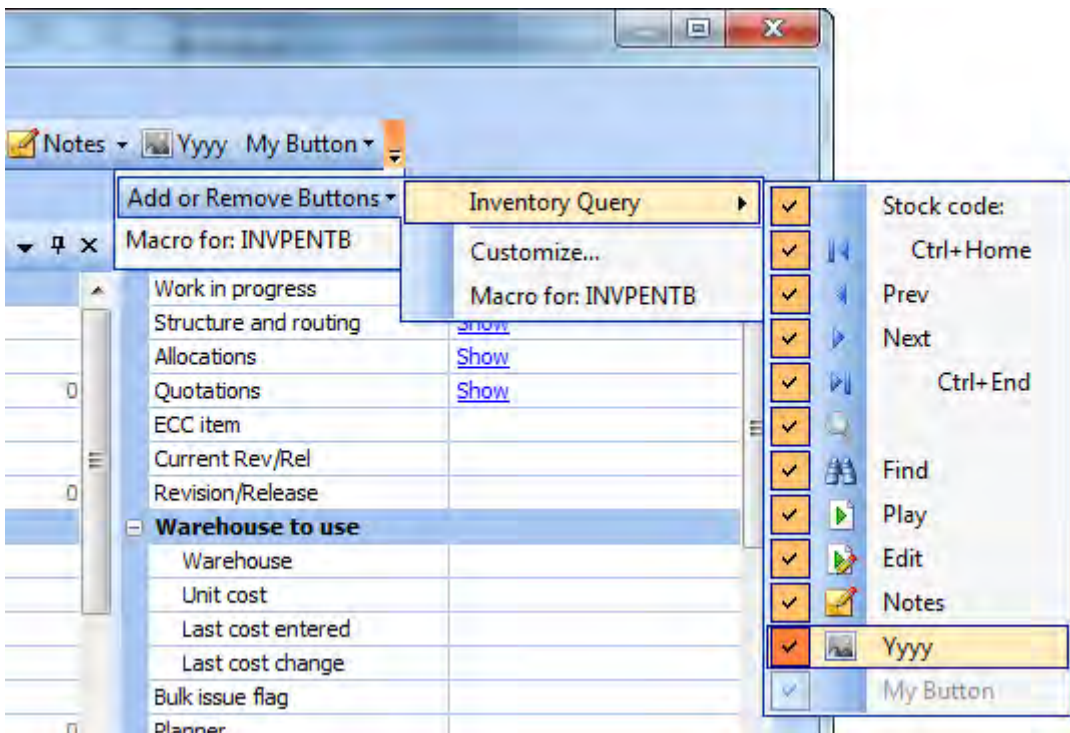 Notes Yyyy My Button
Add or Remove Buttons
Inventory Query
Stock code:
Macro for: INVPENTB
Customize...
Ctrl+Home
Macro for: INVPENTB
Prev
Work in progress
Structure and routing Show
Next
Allocations Show
Ctrl+End
0 Quotations Show
ECC item
Current Rev/Rel
Find
0 Revision/Release
Play
Warehouse to use
Edit
Warehouse
Unit cost
Notes
Last cost entered
Yyyy
Last cost change
My Button
Bulk issue flag
0 Planner